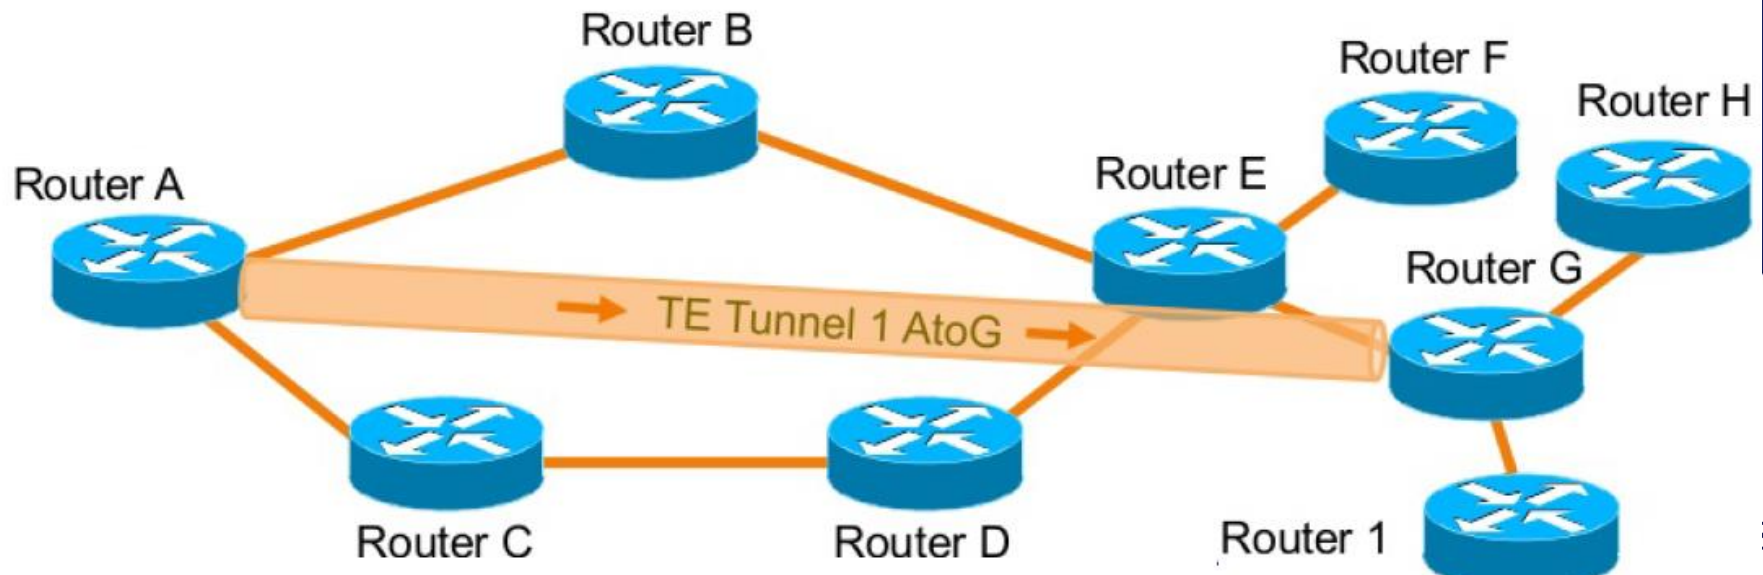 Router B
Router F
Router H
Router E
Router A
Router G
TE Tunnel 1 AtoG
Router C
Router D
Router 1